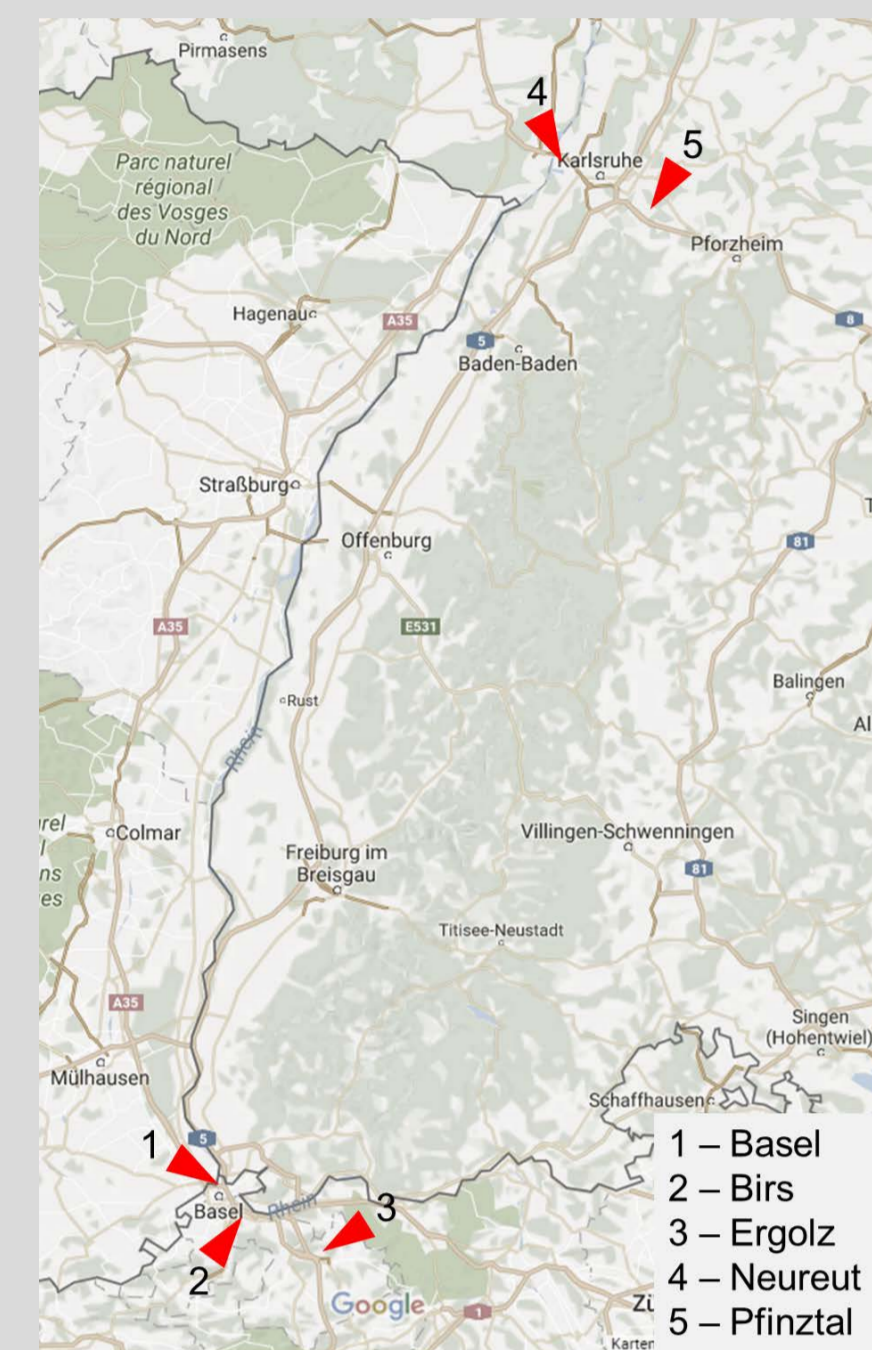 Pirmasens
4
Karlsruhe
5
Parc naturel
régional
des Vosges
du Nord
Pforzheim
Hagenau
A35
5
8
Baden-Baden
Straßburg
Offenburg
81
A35
E531
Balingen
Rust
Al
Rhein
Colmar
Villingen-Schwenningen
Freiburg im
Breisgau
81
Titisee-Neustadt
A35
Singen
(Hohentwiel)
Mülhausen
Schaffhausen
5
1
Basel
Rhein
3
2
Google
1
Zü
Karten
1 – Basel
2 – Birs
3 – Ergolz
4 – Neureut
5 – Pfinztal